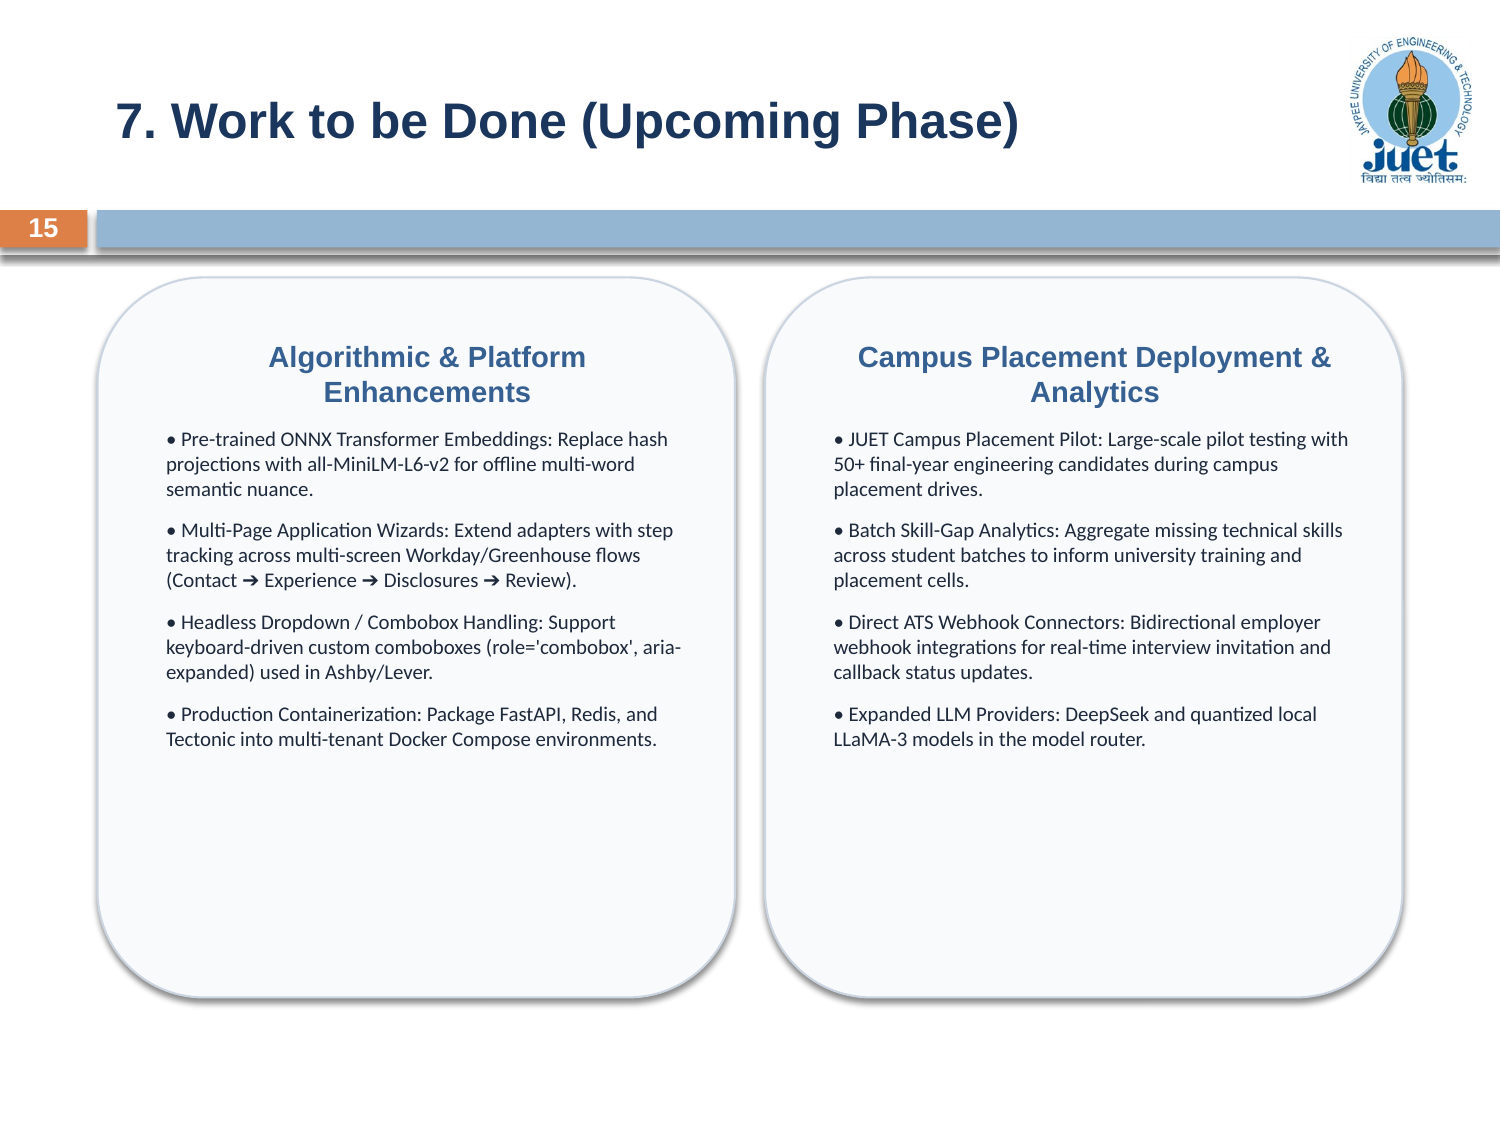 7. Work to be Done (Upcoming Phase)
JAYPEE UNIVERSITY OF ENGINEERING & TECHNOLOGY
juet
विद्या तत्व ज्योतिसम:
15
Algorithmic & Platform
Enhancements
• Pre-trained ONNX Transformer Embeddings: Replace hash
projections with all-MiniLM-L6-v2 for offline multi-word
semantic nuance.
• Multi-Page Application Wizards: Extend adapters with step
tracking across multi-screen Workday/Greenhouse flows
(Contact ➔ Experience ➔ Disclosures ➔ Review).
• Headless Dropdown / Combobox Handling: Support
keyboard-driven custom comboboxes (role='combobox', aria-
expanded) used in Ashby/Lever.
• Production Containerization: Package FastAPI, Redis, and
Tectonic into multi-tenant Docker Compose environments.
Campus Placement Deployment &
Analytics
• JUET Campus Placement Pilot: Large-scale pilot testing with
50+ final-year engineering candidates during campus
placement drives.
• Batch Skill-Gap Analytics: Aggregate missing technical skills
across student batches to inform university training and
placement cells.
• Direct ATS Webhook Connectors: Bidirectional employer
webhook integrations for real-time interview invitation and
callback status updates.
• Expanded LLM Providers: DeepSeek and quantized local
LLaMA-3 models in the model router.